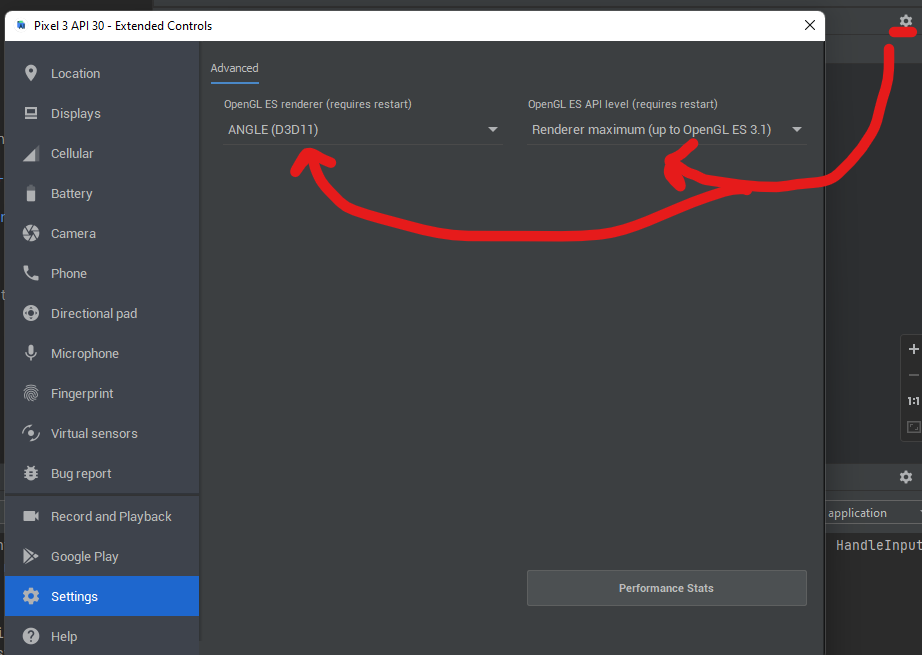 Pixel 3 API 30 - Extended Controls
Location
Displays
Cellular
Battery
Camera
Phone
Directional pad
Microphone
Fingerprint
Virtual sensors
Bug report
Record and Playback
Google Play
Settings
Help
Advanced
OpenGL ES renderer (requires restart)
ANGLE (D3D11)
OpenGL ES API level (requires restart)
Renderer maximum (up to OpenGL ES 3.1)
Performance Stats
1:1
application
HandleInput